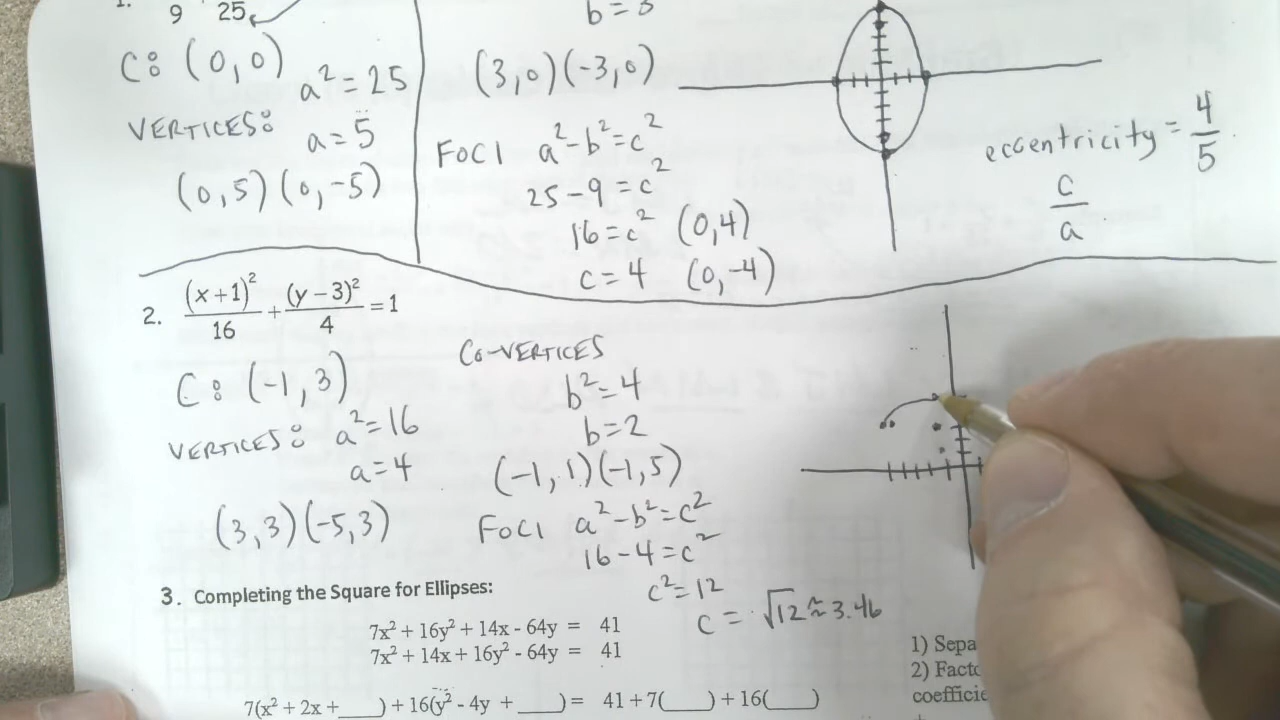 1.
9 25
C: (0,0)
a² = 25
VERTICES:
a = 5
(0,5) (0,-5)
b = 3
(3,0)(-3,0)
FOCI a²-b²=c²
25-9=c²
16=c² (0,4)
c=4 (0,-4)
eccentricity = 4/5
c/a
2. (x+1)²/16 + (y-3)²/4 = 1
C: (-1,3)
VERTICES: a²=16
a=4
(3,3)(-5,3)
CO-VERTICES
b²=4
b=2
(-1,1)(-1,5)
FOCI a²-b²=c²
16-4=c²
c²=12
c = √12 ≈ 3.46
3. Completing the Square for Ellipses:
7x² + 16y² + 14x - 64y = 41
7x² + 14x + 16y² - 64y = 41
7(x² + 2x +___) + 16(y² - 4y + ___) = 41 + 7(___) + 16(___)
1) Sepa
2) Facto
coefficie